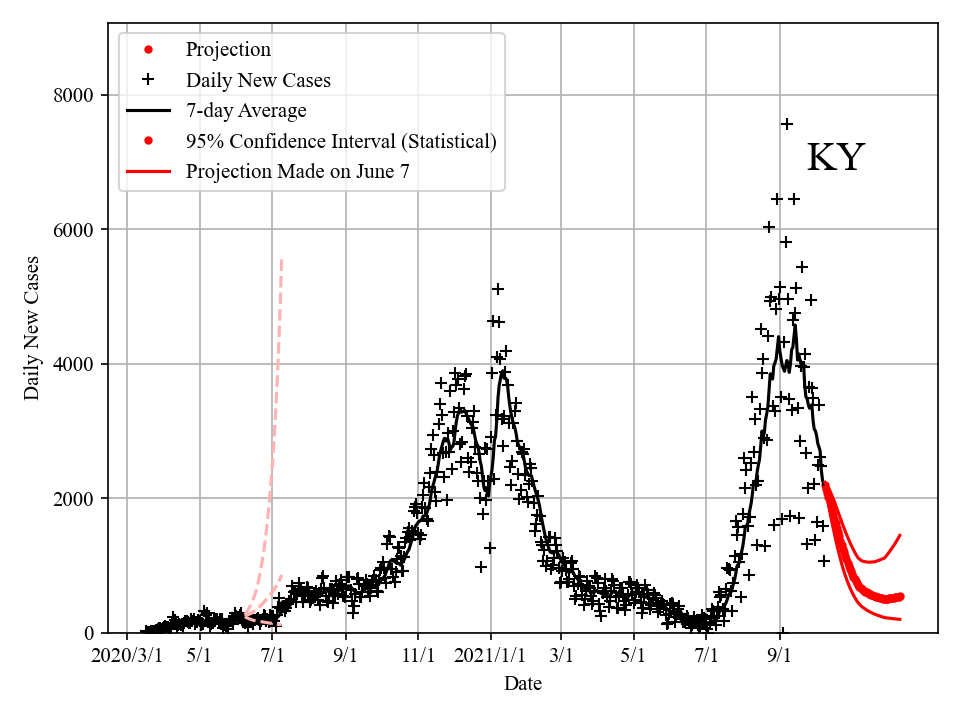 Projection
Daily New Cases
7-day Average
95% Confidence Interval (Statistical)
Projection Made on June 7
KY
8000
6000
4000
2000
0
Daily New Cases
2020/3/1 5/1 7/1 9/1 11/1 2021/1/1 3/1 5/1 7/1 9/1
Date